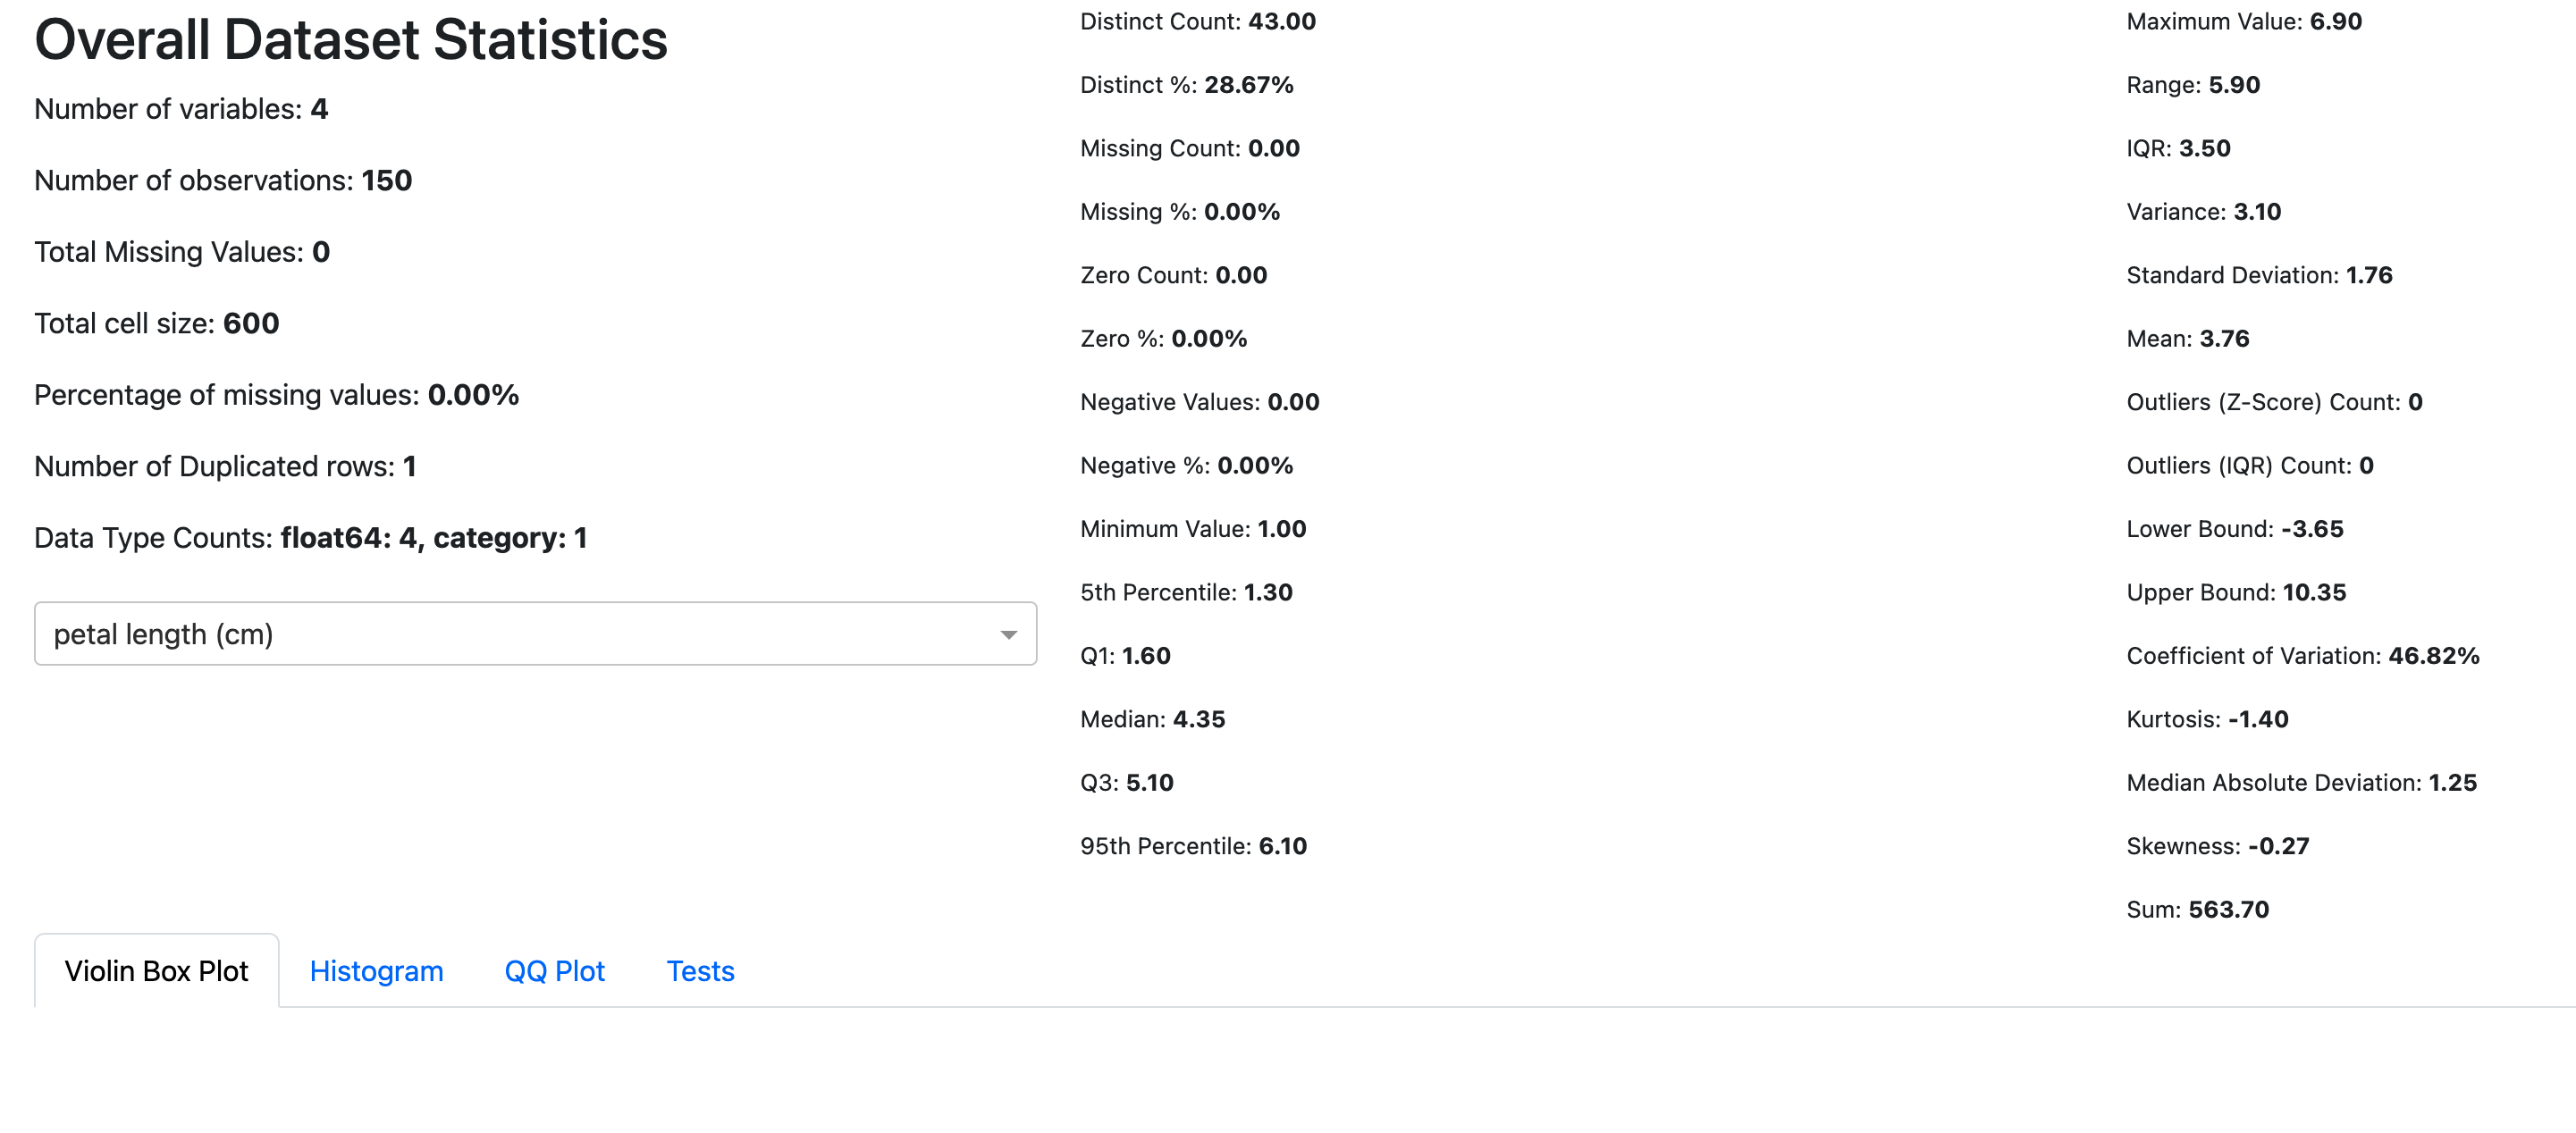 Overall Dataset Statistics
Number of variables: 4
Number of observations: 150
Total Missing Values: 0
Total cell size: 600
Percentage of missing values: 0.00%
Number of Duplicated rows: 1
Data Type Counts: float64: 4, category: 1
petal length (cm)
Distinct Count: 43.00
Distinct %: 28.67%
Missing Count: 0.00
Missing %: 0.00%
Zero Count: 0.00
Zero %: 0.00%
Negative Values: 0.00
Negative %: 0.00%
Minimum Value: 1.00
5th Percentile: 1.30
Q1: 1.60
Median: 4.35
Q3: 5.10
95th Percentile: 6.10
Maximum Value: 6.90
Range: 5.90
IQR: 3.50
Variance: 3.10
Standard Deviation: 1.76
Mean: 3.76
Outliers (Z-Score) Count: 0
Outliers (IQR) Count: 0
Lower Bound: -3.65
Upper Bound: 10.35
Coefficient of Variation: 46.82%
Kurtosis: -1.40
Median Absolute Deviation: 1.25
Skewness: -0.27
Sum: 563.70
Violin Box Plot
Histogram
QQ Plot
Tests